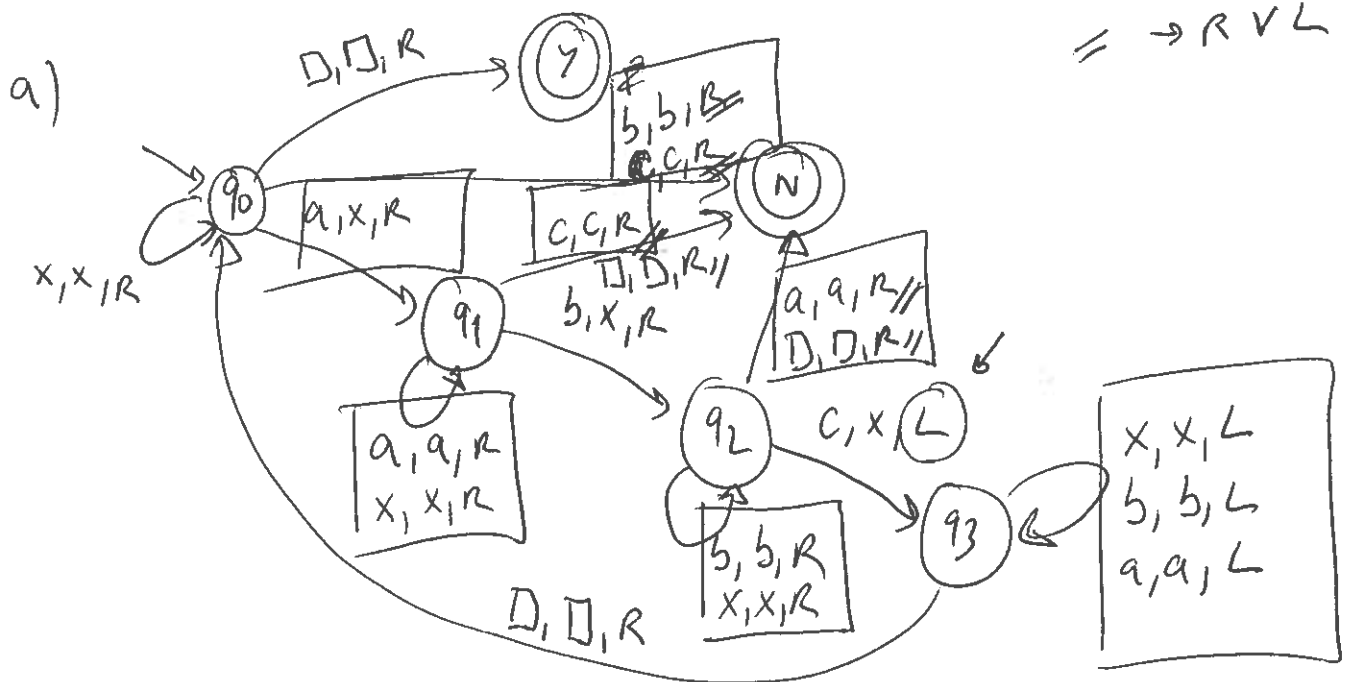 a)
□, □, R
Y
// → R V L
b, b, R//
c, c, R//
N
q0
a, x, R
c, c, R//
□, □, R//
x, x, R
q1
b, x, R
a, a, R//
□, □, R//
a, a, R
x, x, R
q2
c, x, L
b, b, R
x, x, R
q3
x, x, L
b, b, L
a, a, L
□, □, R